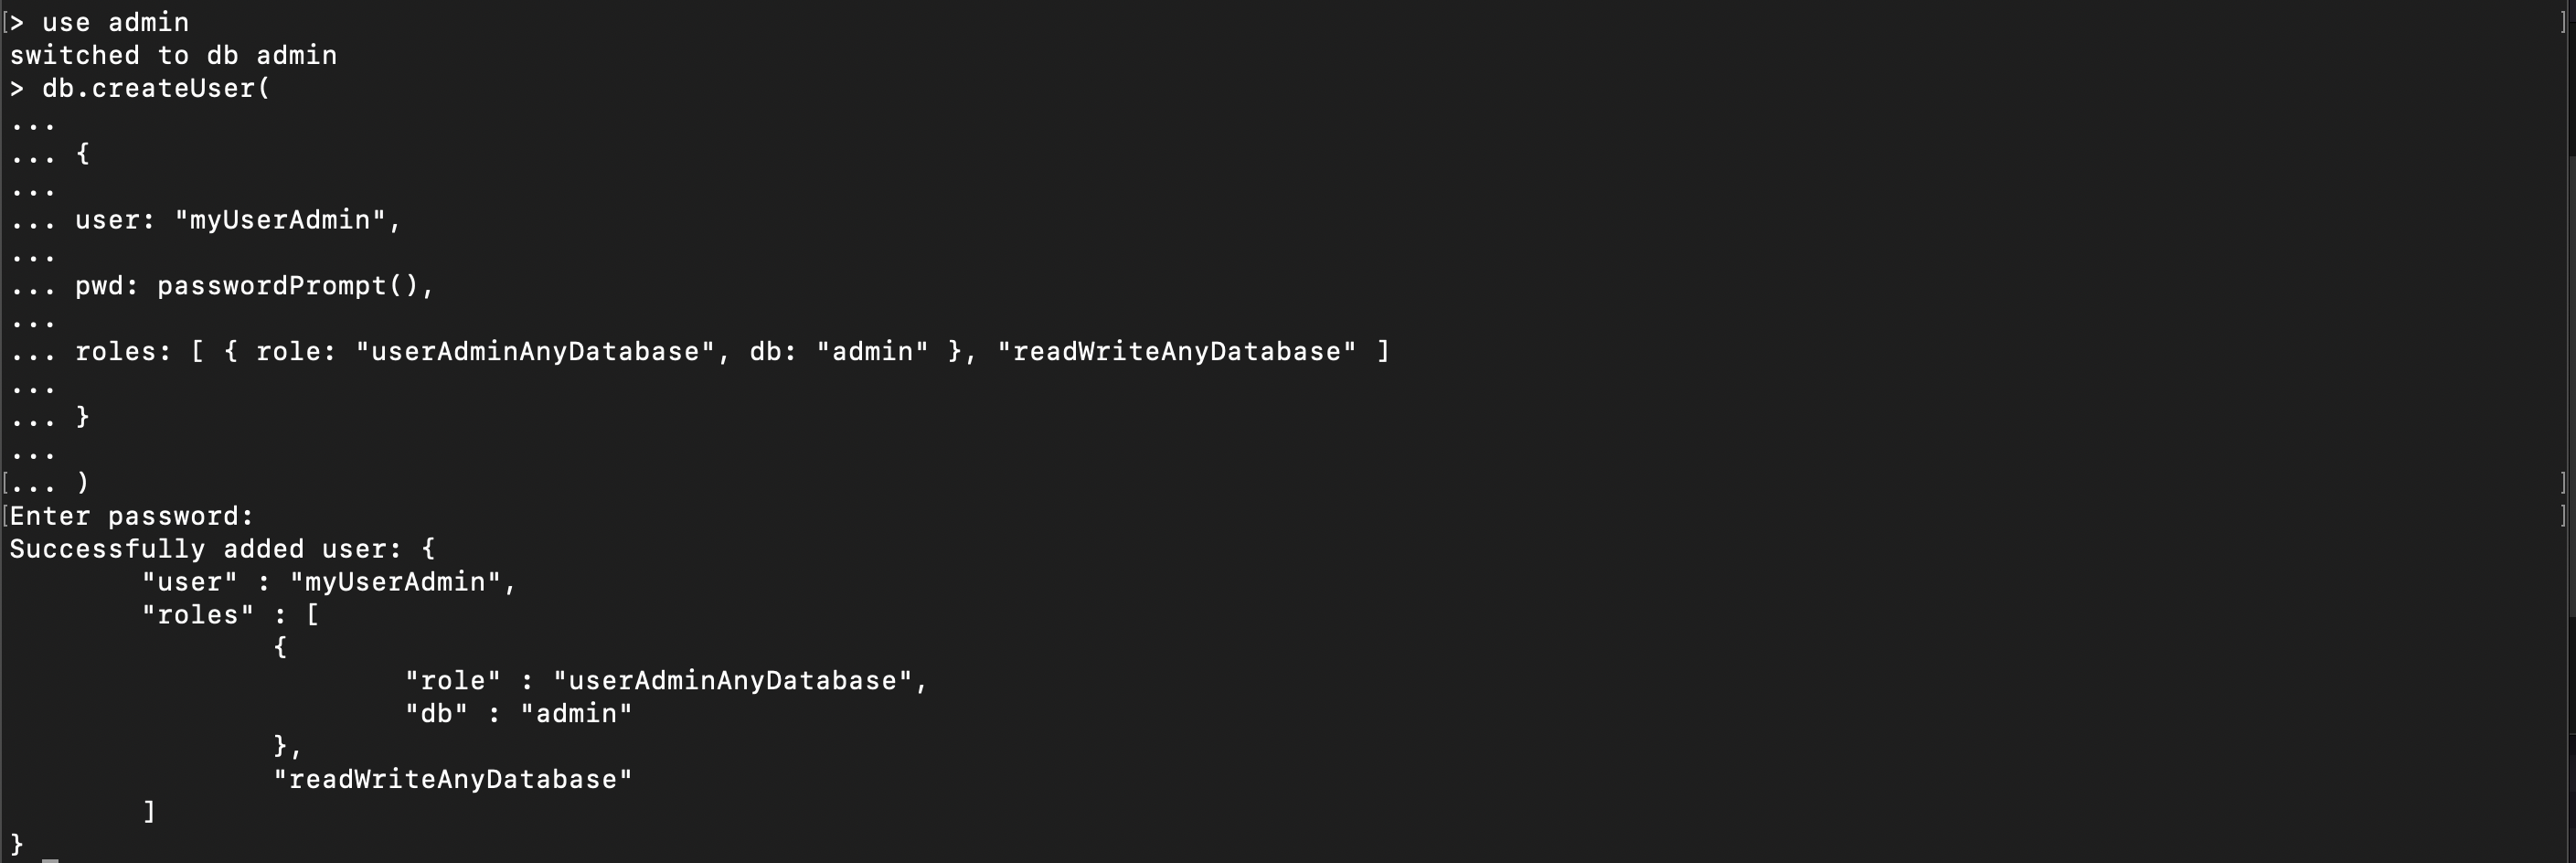 [> use admin ]
switched to db admin
> db.createUser(
...
... {
...
... user: "myUserAdmin",
...
... pwd: passwordPrompt(),
...
... roles: [ { role: "userAdminAnyDatabase", db: "admin" }, "readWriteAnyDatabase" ]
...
... }
...
[... ) ]
[Enter password: ]
Successfully added user: {
        "user" : "myUserAdmin",
        "roles" : [
                {
                        "role" : "userAdminAnyDatabase",
                        "db" : "admin"
                },
                "readWriteAnyDatabase"
        ]
}